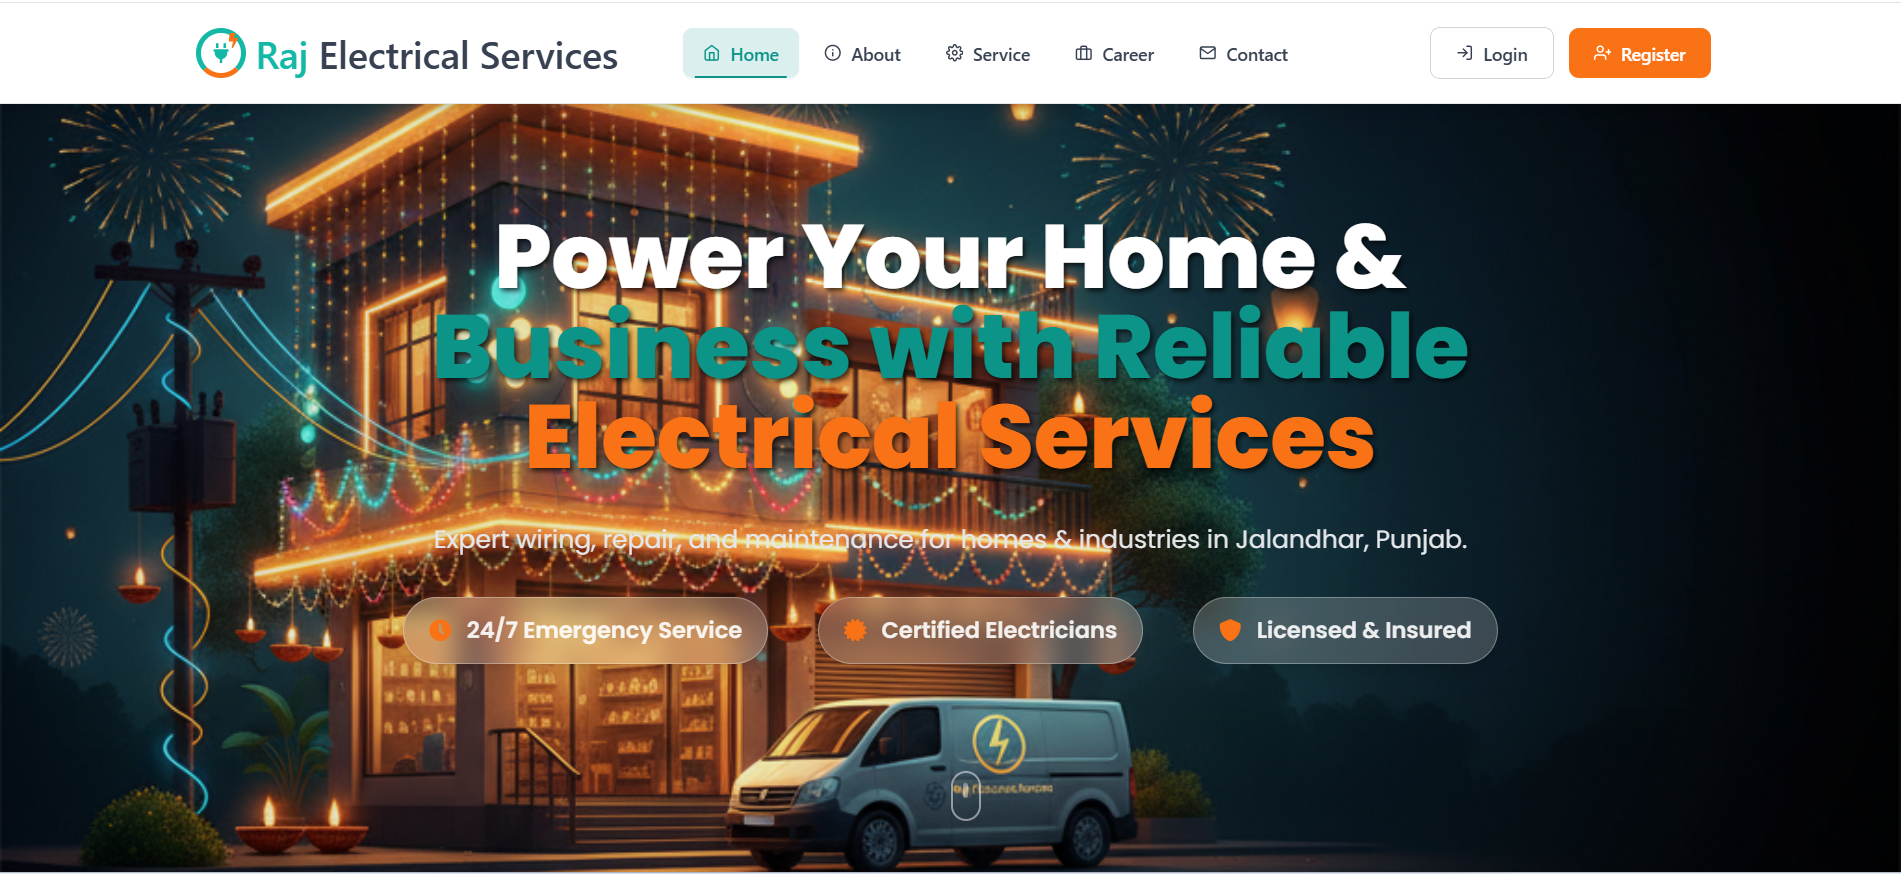 Raj Electrical Services
Home
About
Service
Career
Contact
Login
Register
Power Your Home &
Business with Reliable
Electrical Services
Expert wiring, repair, and maintenance for homes & industries in Jalandhar, Punjab.
24/7 Emergency Service
Certified Electricians
Licensed & Insured